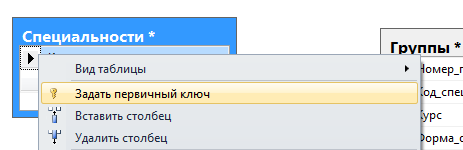 Специальности *
Группы *
Вид таблицы
Задать первичный ключ
Вставить столбец
Удалить столбец
Номер_г
Код_спец
Курс
Форма_о